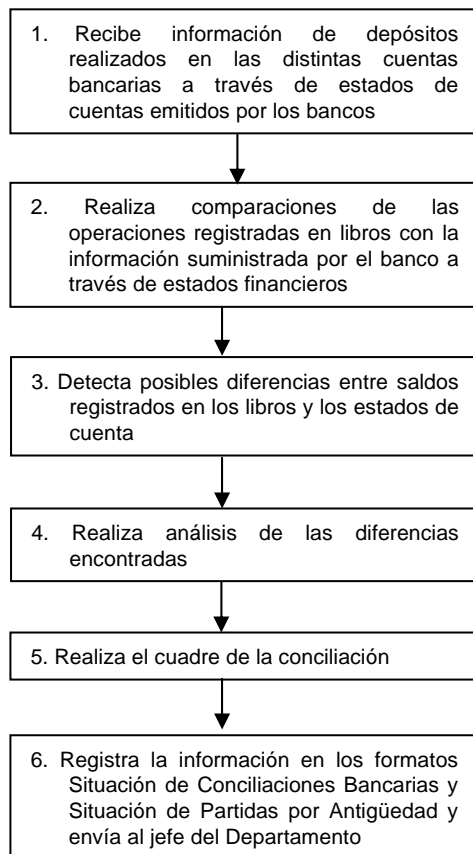 1. Recibe información de depósitos
realizados en las distintas cuentas
bancarias a través de estados de
cuentas emitidos por los bancos
2. Realiza comparaciones de las
operaciones registradas en libros con la
información suministrada por el banco a
través de estados financieros
3. Detecta posibles diferencias entre saldos
registrados en los libros y los estados de
cuenta
4. Realiza análisis de las diferencias
encontradas
5. Realiza el cuadre de la conciliación
6. Registra la información en los formatos
Situación de Conciliaciones Bancarias y
Situación de Partidas por Antigüedad y
envía al jefe del Departamento